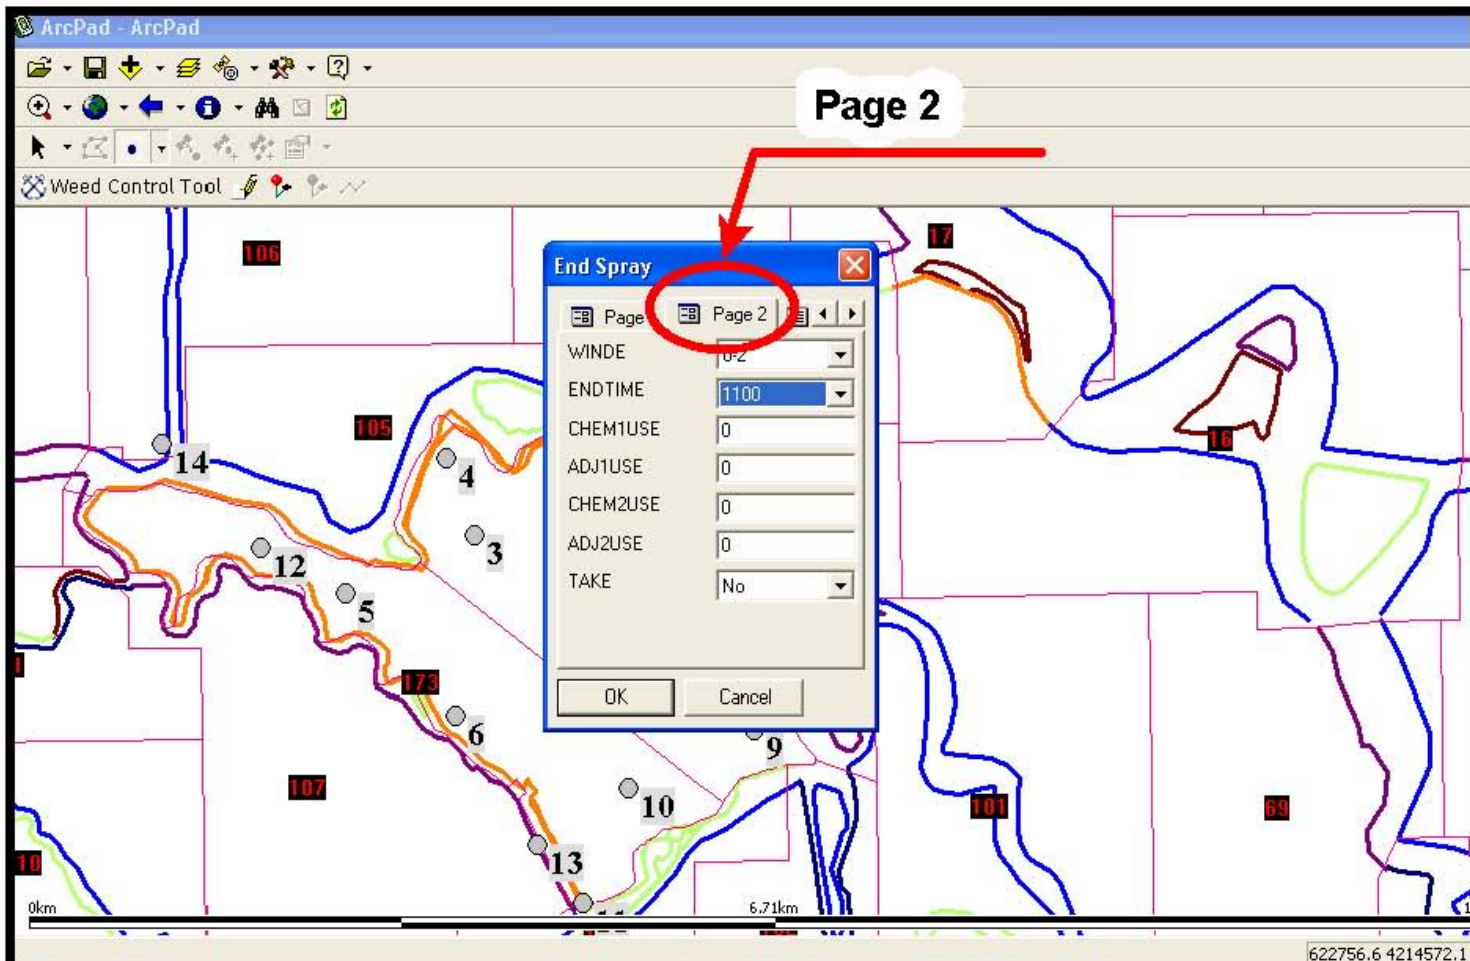 ArcPad - ArcPad
Page 2
Weed Control Tool
End Spray
Page
Page 2
WINDE 0-2
ENDTIME 1100
CHEM1USE 0
ADJ1USE 0
CHEM2USE 0
ADJ2USE 0
TAKE No
OK Cancel
106
17
105
16
14
4
3
12
5
173
6
9
107
10
101
69
13
10
0km 6.71km
622756.6 4214572.1